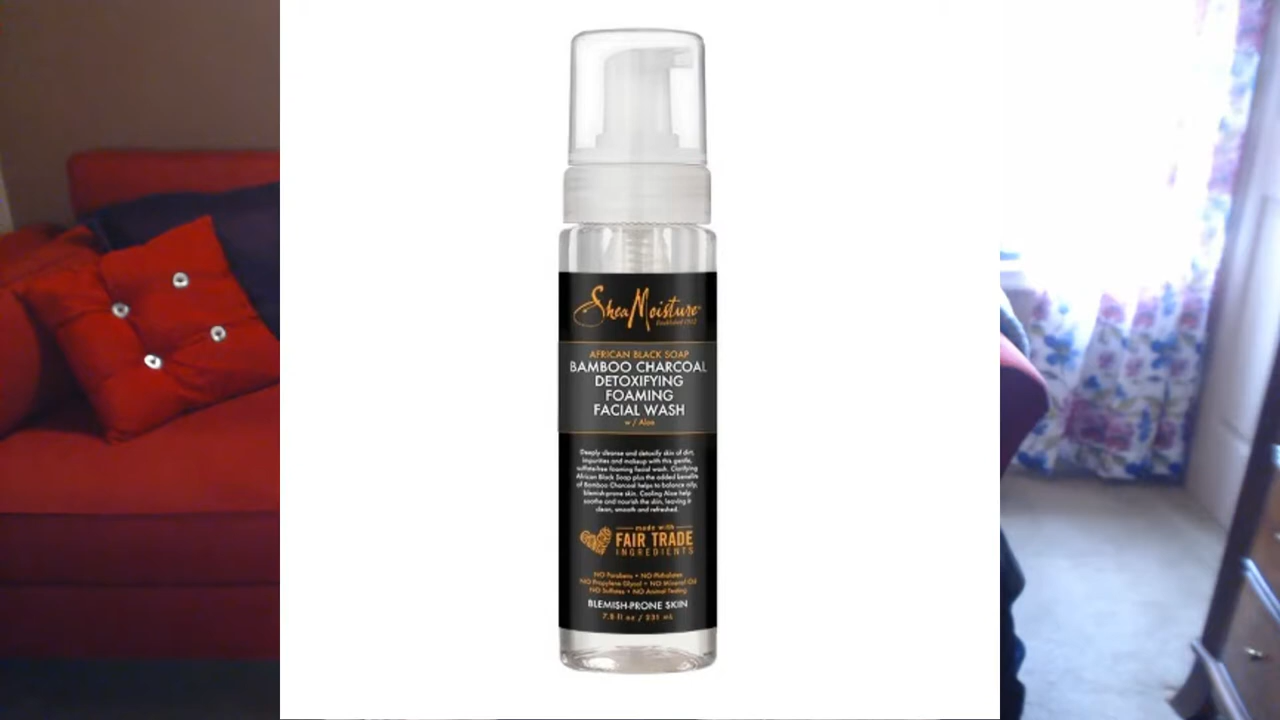 SheaMoisture
Established 1912
AFRICAN BLACK SOAP
BAMBOO CHARCOAL
DETOXIFYING
FOAMING
FACIAL WASH
w/ Aloe
Deeply cleanse and detoxify skin of dirt,
impurities and makeup with this gentle,
sulfate-free foaming facial wash. Clarifying
African Black Soap plus the added benefits
of Bamboo Charcoal helps to balance oily,
blemish-prone skin. Cooling Aloe help
soothe and nourish the skin, leaving it
clean, smooth and refreshed.
made with
FAIR TRADE
INGREDIENTS
NO Parabens • NO Phthalates
NO Propylene Glycol • NO Mineral Oil
NO Sulfates • NO Animal Testing
BLEMISH-PRONE SKIN
7.8 fl oz / 231 mL